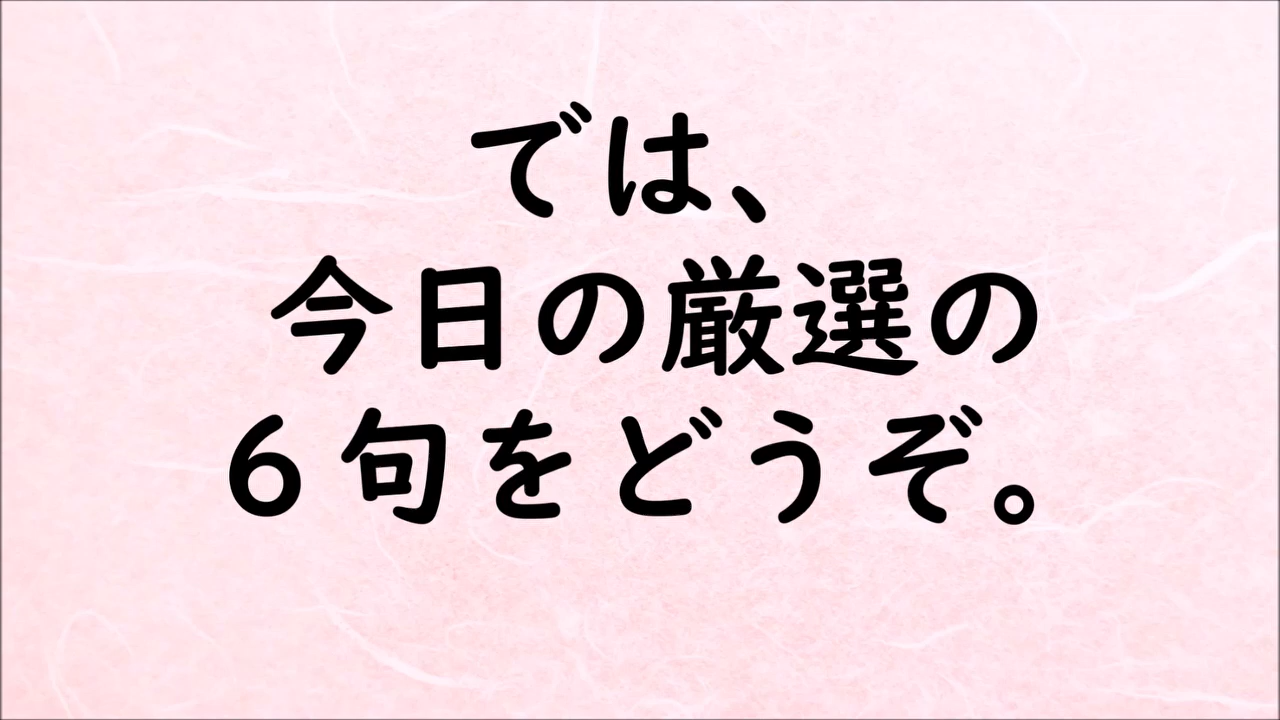 では、
今日の厳選の
６句をどうぞ。